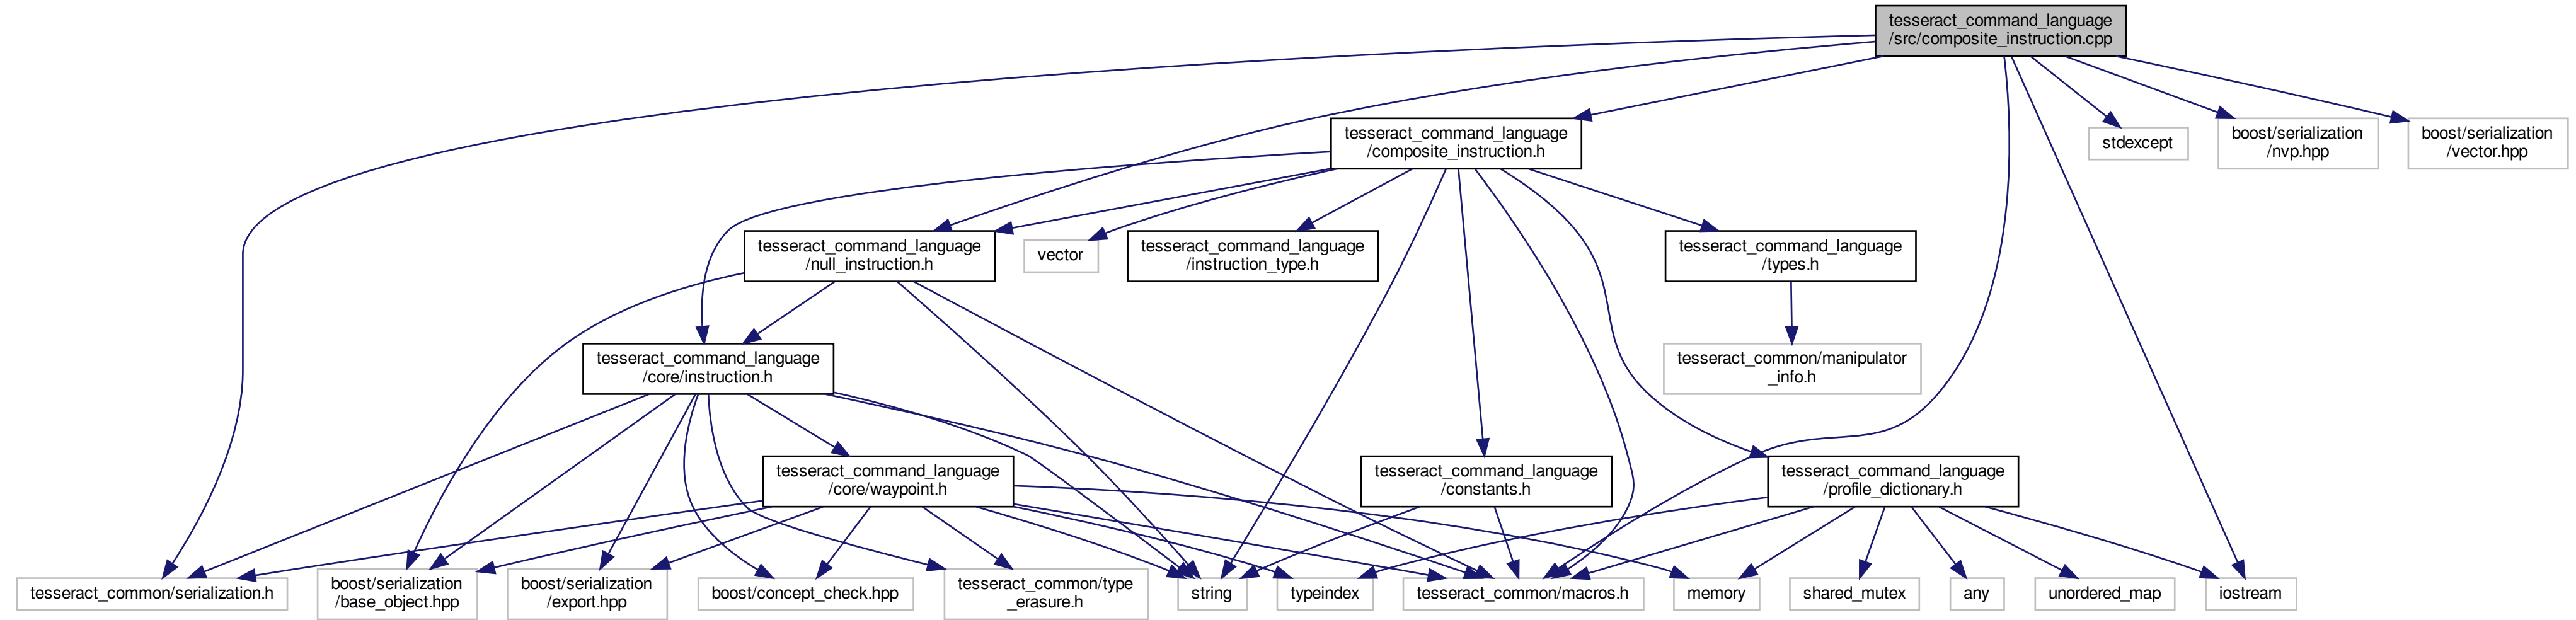 tesseract_command_language
/src/composite_instruction.cpp
tesseract_command_language
/composite_instruction.h
stdexcept
boost/serialization
/nvp.hpp
boost/serialization
/vector.hpp
tesseract_command_language
/null_instruction.h
vector
tesseract_command_language
/instruction_type.h
tesseract_command_language
/types.h
tesseract_command_language
/core/instruction.h
tesseract_common/manipulator
_info.h
tesseract_command_language
/core/waypoint.h
tesseract_command_language
/constants.h
tesseract_command_language
/profile_dictionary.h
tesseract_common/serialization.h
boost/serialization
/base_object.hpp
boost/serialization
/export.hpp
boost/concept_check.hpp
tesseract_common/type
_erasure.h
string
typeindex
tesseract_common/macros.h
memory
shared_mutex
any
unordered_map
iostream